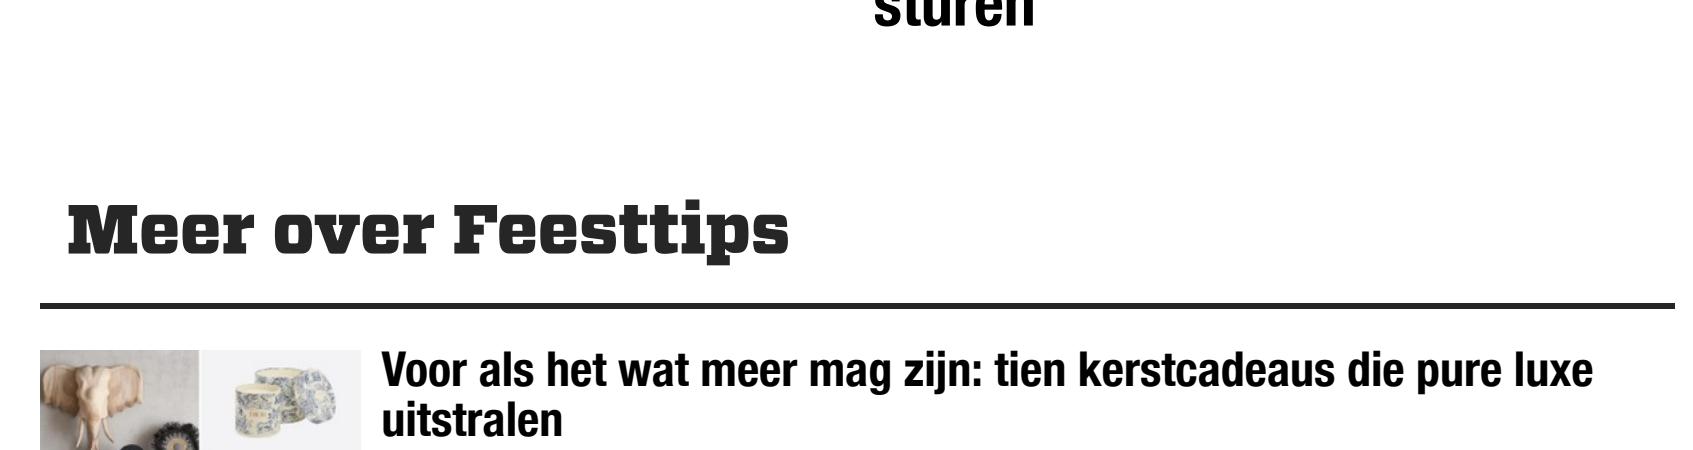 sturen
Meer over Feesttips
Voor als het wat meer mag zijn: tien kerstcadeaus die pure luxe
uitstralen